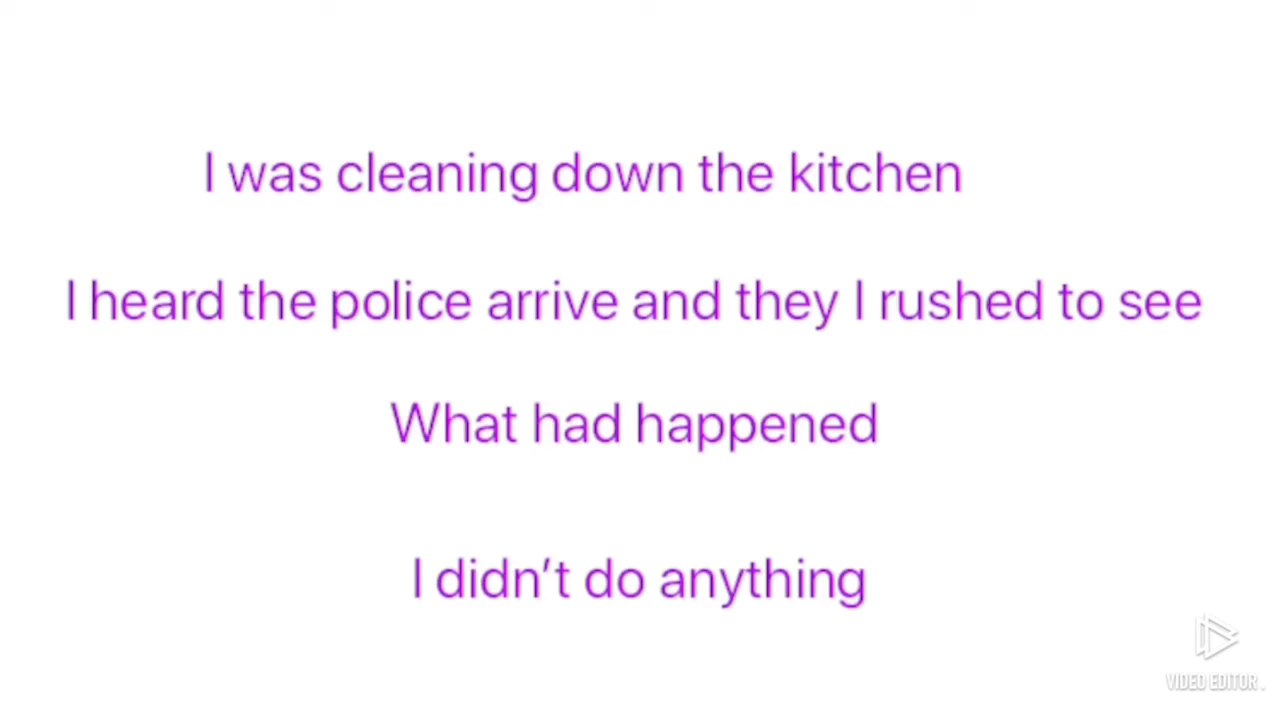 I was cleaning down the kitchen
I heard the police arrive and they I rushed to see
What had happened
I didn’t do anything
VIDEO EDITOR.